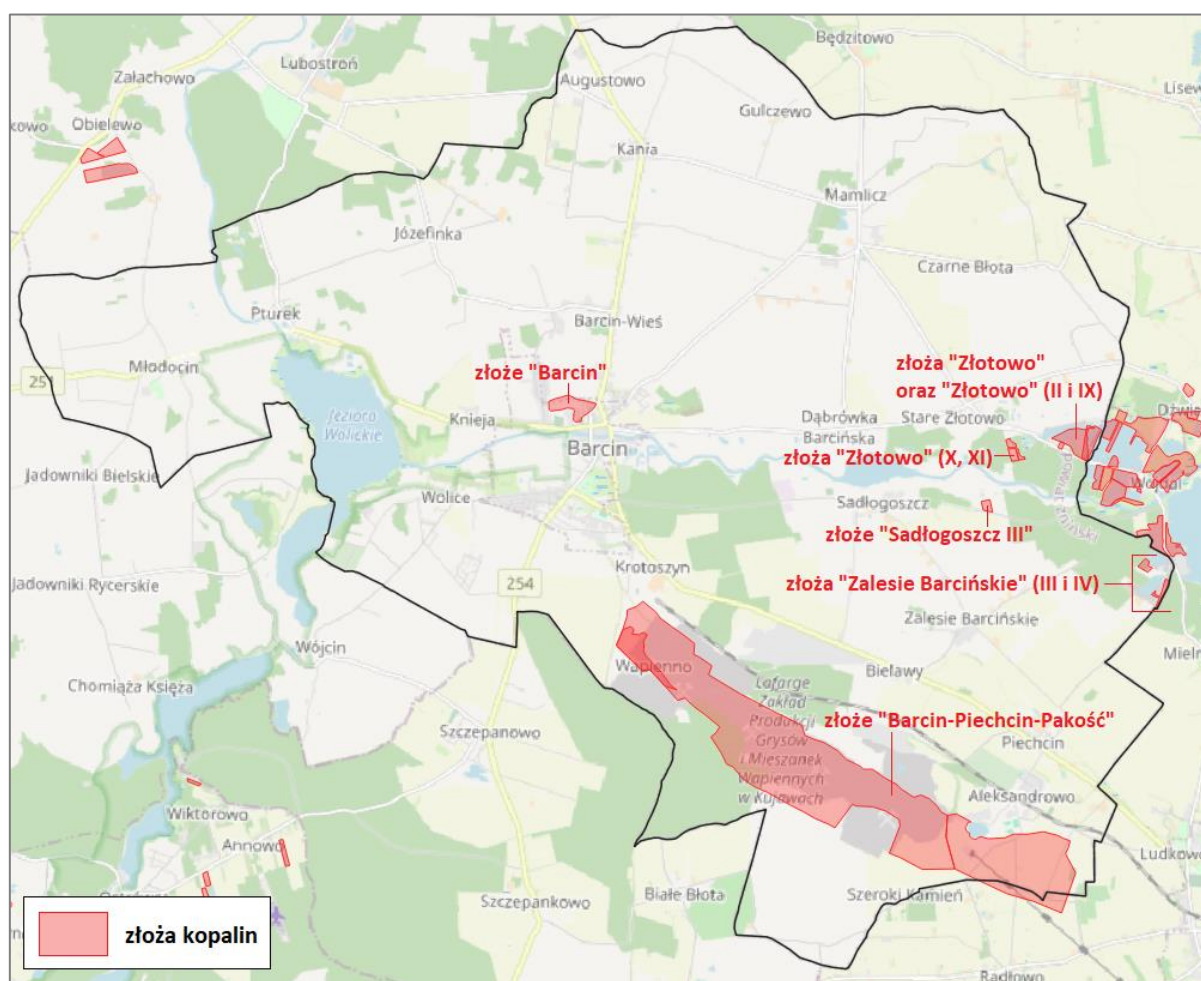 Będzitowo
Załachowo
Lubostroń
Augustowo
Gulczewo
Lisew
kowo
Obielewo
Kania
Mamlicz
Józefinka
Czarne Błota
Pturek
Barcin-Wieś
Młodocin
251
złoże "Barcin"
złoża "Złotowo"
oraz "Złotowo" (II i IX)
Jezioro
Wolickie
Knieja
Dąbrówka
Barcińska
Stare Złotowo
Barcin
złoża "Złotowo" (X, XI)
Jadowniki Bielskie
Wolice
Sadłogoszcz
złoże "Sadłogoszcz III"
Krotoszyn
Jadowniki Rycerskie
254
złoża "Zalesie Barcińskie" (III i IV)
Zalesie Barcińskie
Wójcin
Mieln
Chomiąża Księża
Wapienno
Bielawy
Lafarge
Zakład
Produkcji
Grysów
i Mieszanek
Wapiennych
w Kujawach
złoże "Barcin-Piechcin-Pakość"
Szczepanowo
Piechcin
Wiktorowo
Aleksandrowo
Annowo
Ludkowo
Szczepankowo
Białe Błota
Szeroki Kamień
złoża kopalin
Radłowo